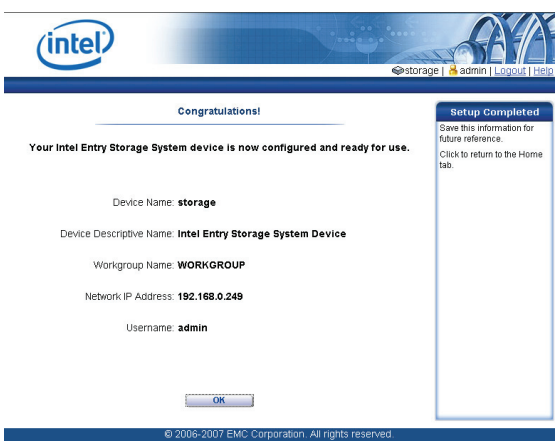 intel
storage | admin | Logout | Help
Congratulations!
Your Intel Entry Storage System device is now configured and ready for use.
Device Name: storage
Device Descriptive Name: Intel Entry Storage System Device
Workgroup Name: WORKGROUP
Network IP Address: 192.168.0.249
Username: admin
OK
Setup Completed
Save this information for
future reference.
Click to return to the Home
tab.
© 2006-2007 EMC Corporation. All rights reserved.